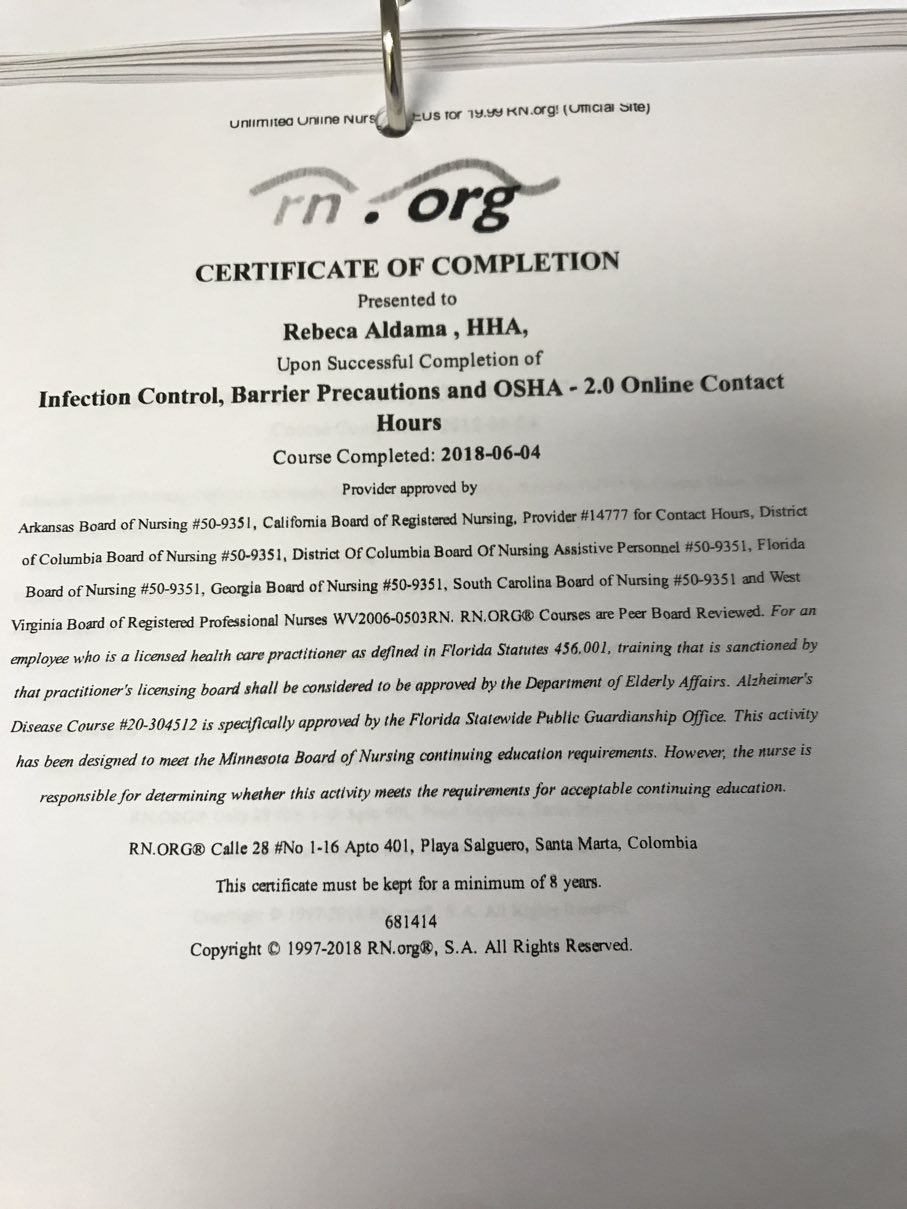 Unlimited Online Nurs EUs for 19.99 RN.org! (Official Site)
rn.org
CERTIFICATE OF COMPLETION
Presented to
Rebeca Aldama , HHA,
Upon Successful Completion of
Infection Control, Barrier Precautions and OSHA - 2.0 Online Contact
Hours
Course Completed: 2018-06-04
Provider approved by
Arkansas Board of Nursing #50-9351, California Board of Registered Nursing, Provider #14777 for Contact Hours, District
of Columbia Board of Nursing #50-9351, District Of Columbia Board Of Nursing Assistive Personnel #50-9351, Florida
Board of Nursing #50-9351, Georgia Board of Nursing #50-9351, South Carolina Board of Nursing #50-9351 and West
Virginia Board of Registered Professional Nurses WV2006-0503RN. RN.ORG® Courses are Peer Board Reviewed. For an
employee who is a licensed health care practitioner as defined in Florida Statutes 456.001, training that is sanctioned by
that practitioner's licensing board shall be considered to be approved by the Department of Elderly Affairs. Alzheimer's
Disease Course #20-304512 is specifically approved by the Florida Statewide Public Guardianship Office. This activity
has been designed to meet the Minnesota Board of Nursing continuing education requirements. However, the nurse is
responsible for determining whether this activity meets the requirements for acceptable continuing education.
RN.ORG® Calle 28 #No 1-16 Apto 401, Playa Salguero, Santa Marta, Colombia
This certificate must be kept for a minimum of 8 years.
681414
Copyright © 1997-2018 RN.org®, S.A. All Rights Reserved.